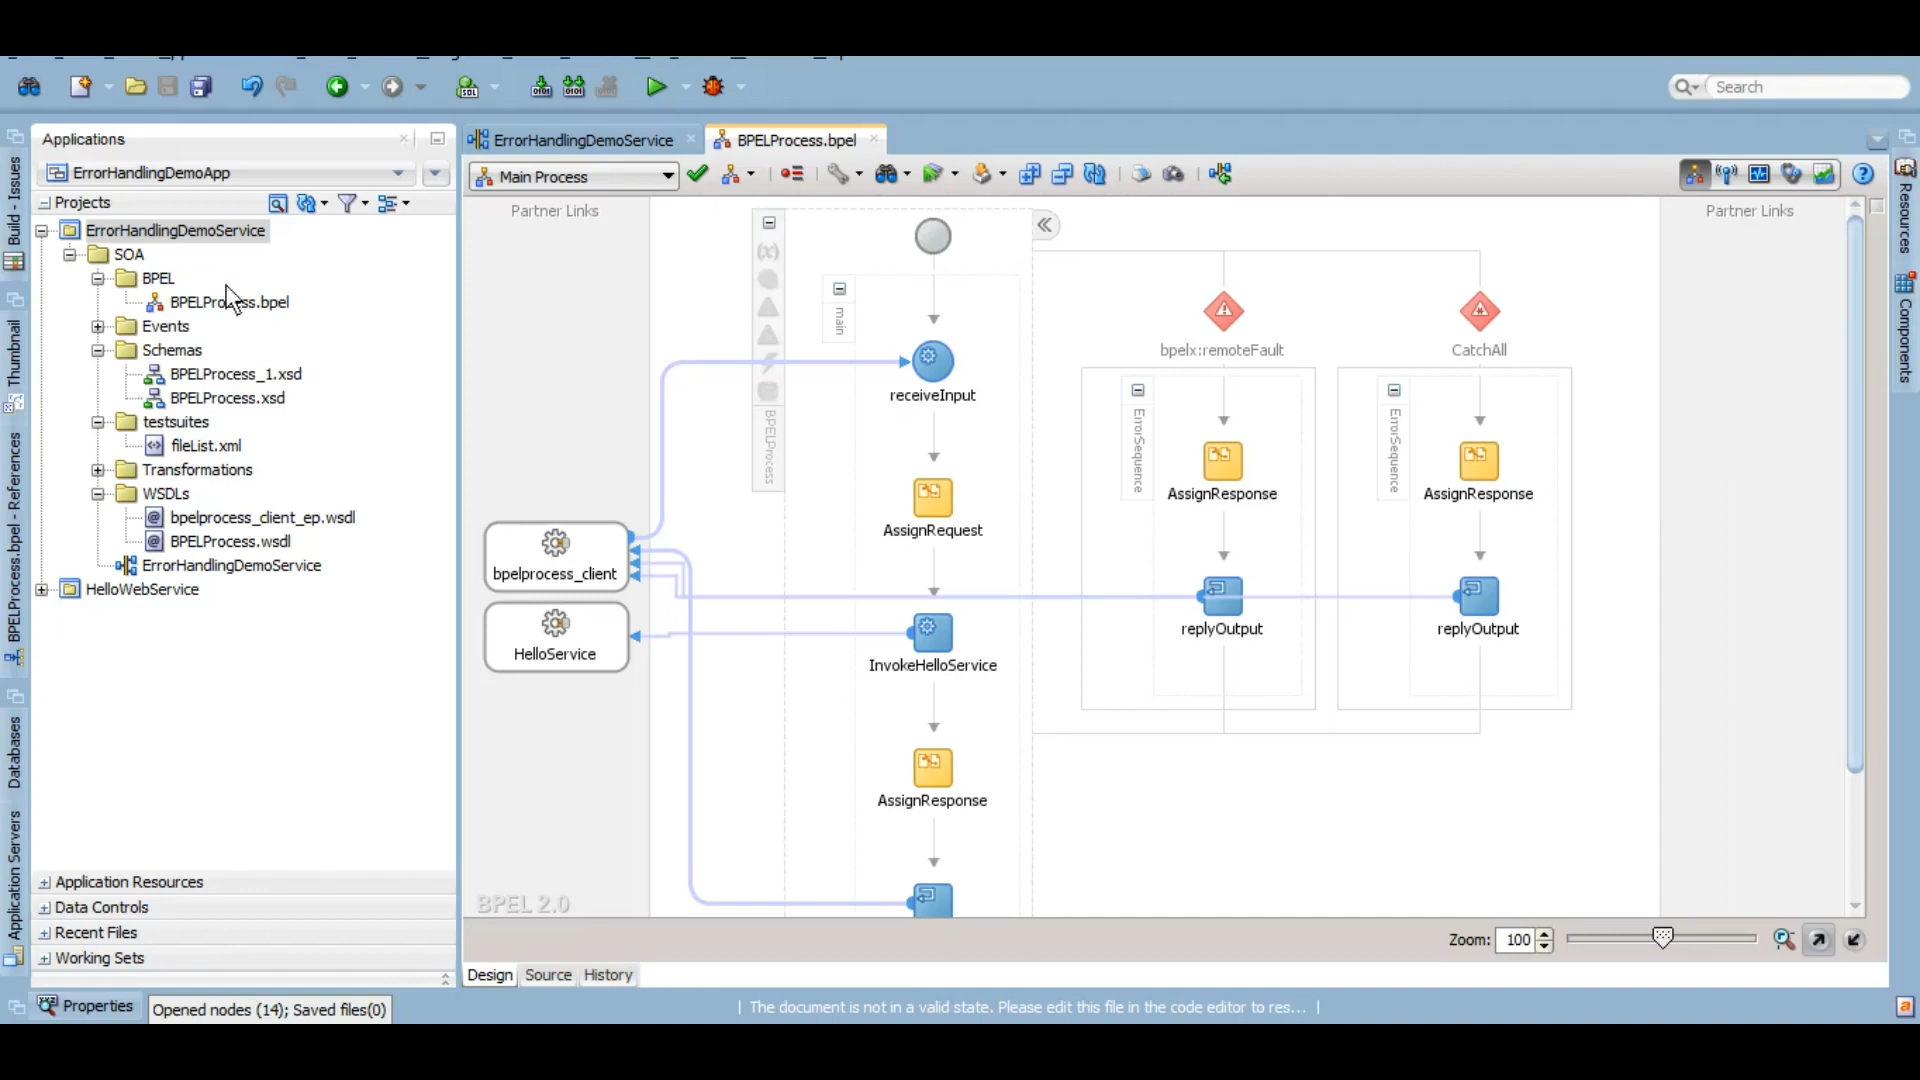 Search
Applications
ErrorHandlingDemoApp
Projects
ErrorHandlingDemoService
SOA
BPEL
BPELProcess.bpel
Events
Schemas
BPELProcess_1.xsd
BPELProcess.xsd
testsuites
fileList.xml
Transformations
WSDLs
bpelprocess_client_ep.wsdl
BPELProcess.wsdl
ErrorHandlingDemoService
HelloWebService
Application Resources
Data Controls
Recent Files
Working Sets
Build - Issues
Thumbnail
BPELProcess.bpel - References
Databases
Application Servers
ErrorHandlingDemoService
BPELProcess.bpel
Main Process
Partner Links
Partner Links
main
BPELProcess
receiveInput
AssignRequest
InvokeHelloService
AssignResponse
bpelprocess_client
HelloService
bpelx:remoteFault
CatchAll
ErrorSequence
ErrorSequence
AssignResponse
AssignResponse
replyOutput
replyOutput
BPEL 2.0
Zoom: 100
Design Source History
Resources
Components
Properties
Opened nodes (14); Saved files(0)
| The document is not in a valid state. Please edit this file in the code editor to res... |